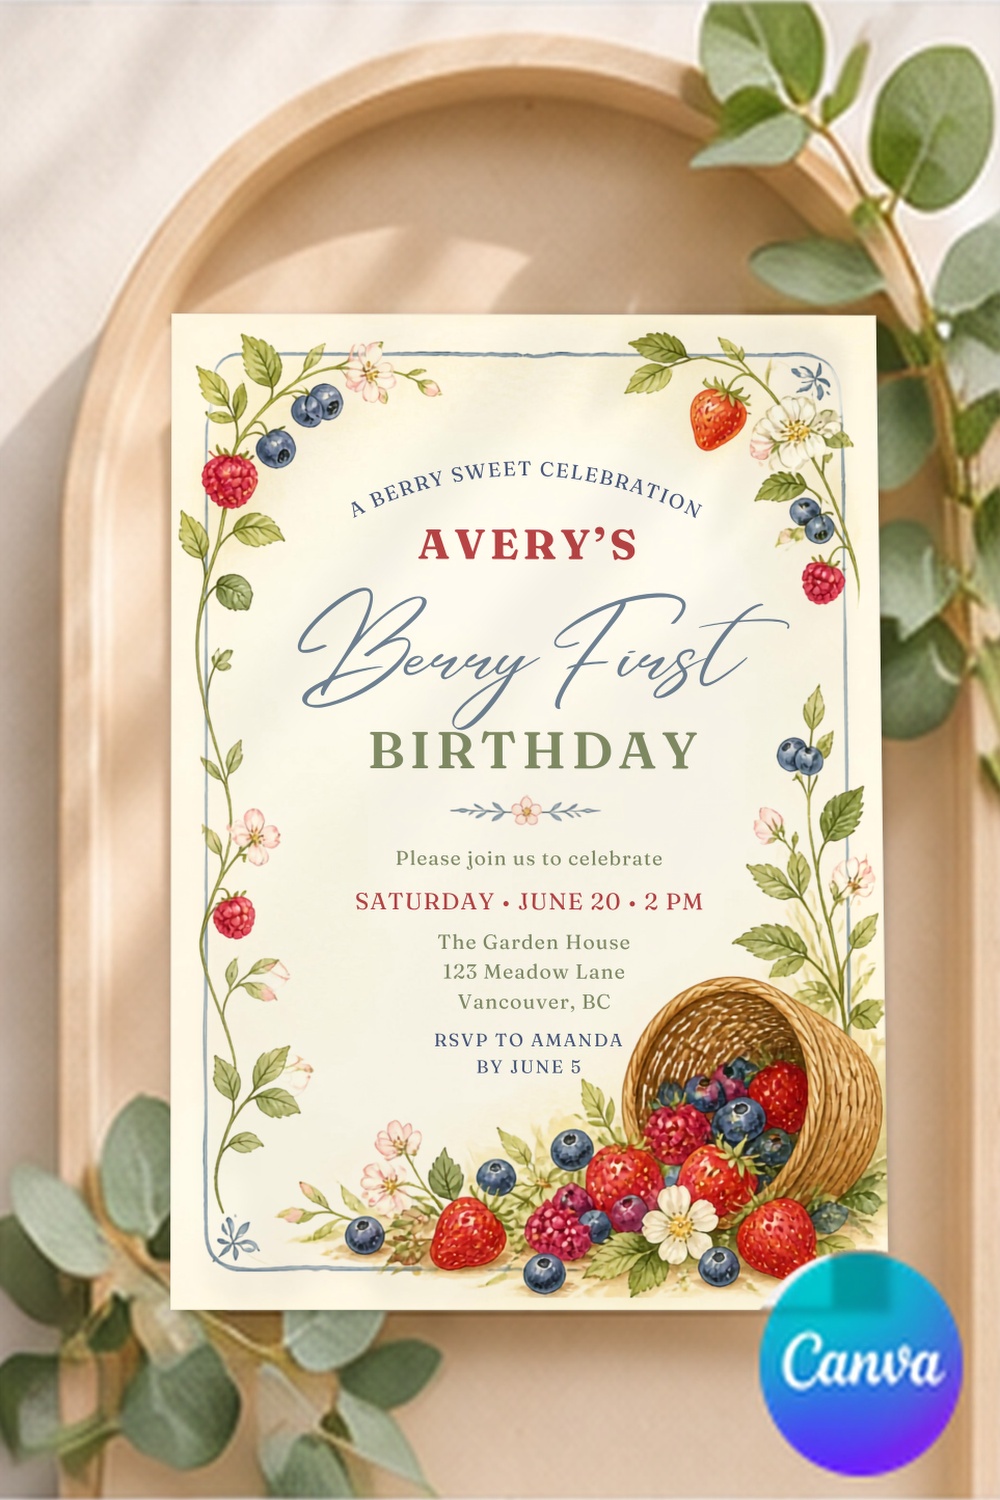 A BERRY SWEET CELEBRATION
AVERY’S
Berry First
BIRTHDAY
Please join us to celebrate
SATURDAY • JUNE 20 • 2 PM
The Garden House
123 Meadow Lane
Vancouver, BC
RSVP TO AMANDA
BY JUNE 5
Canva